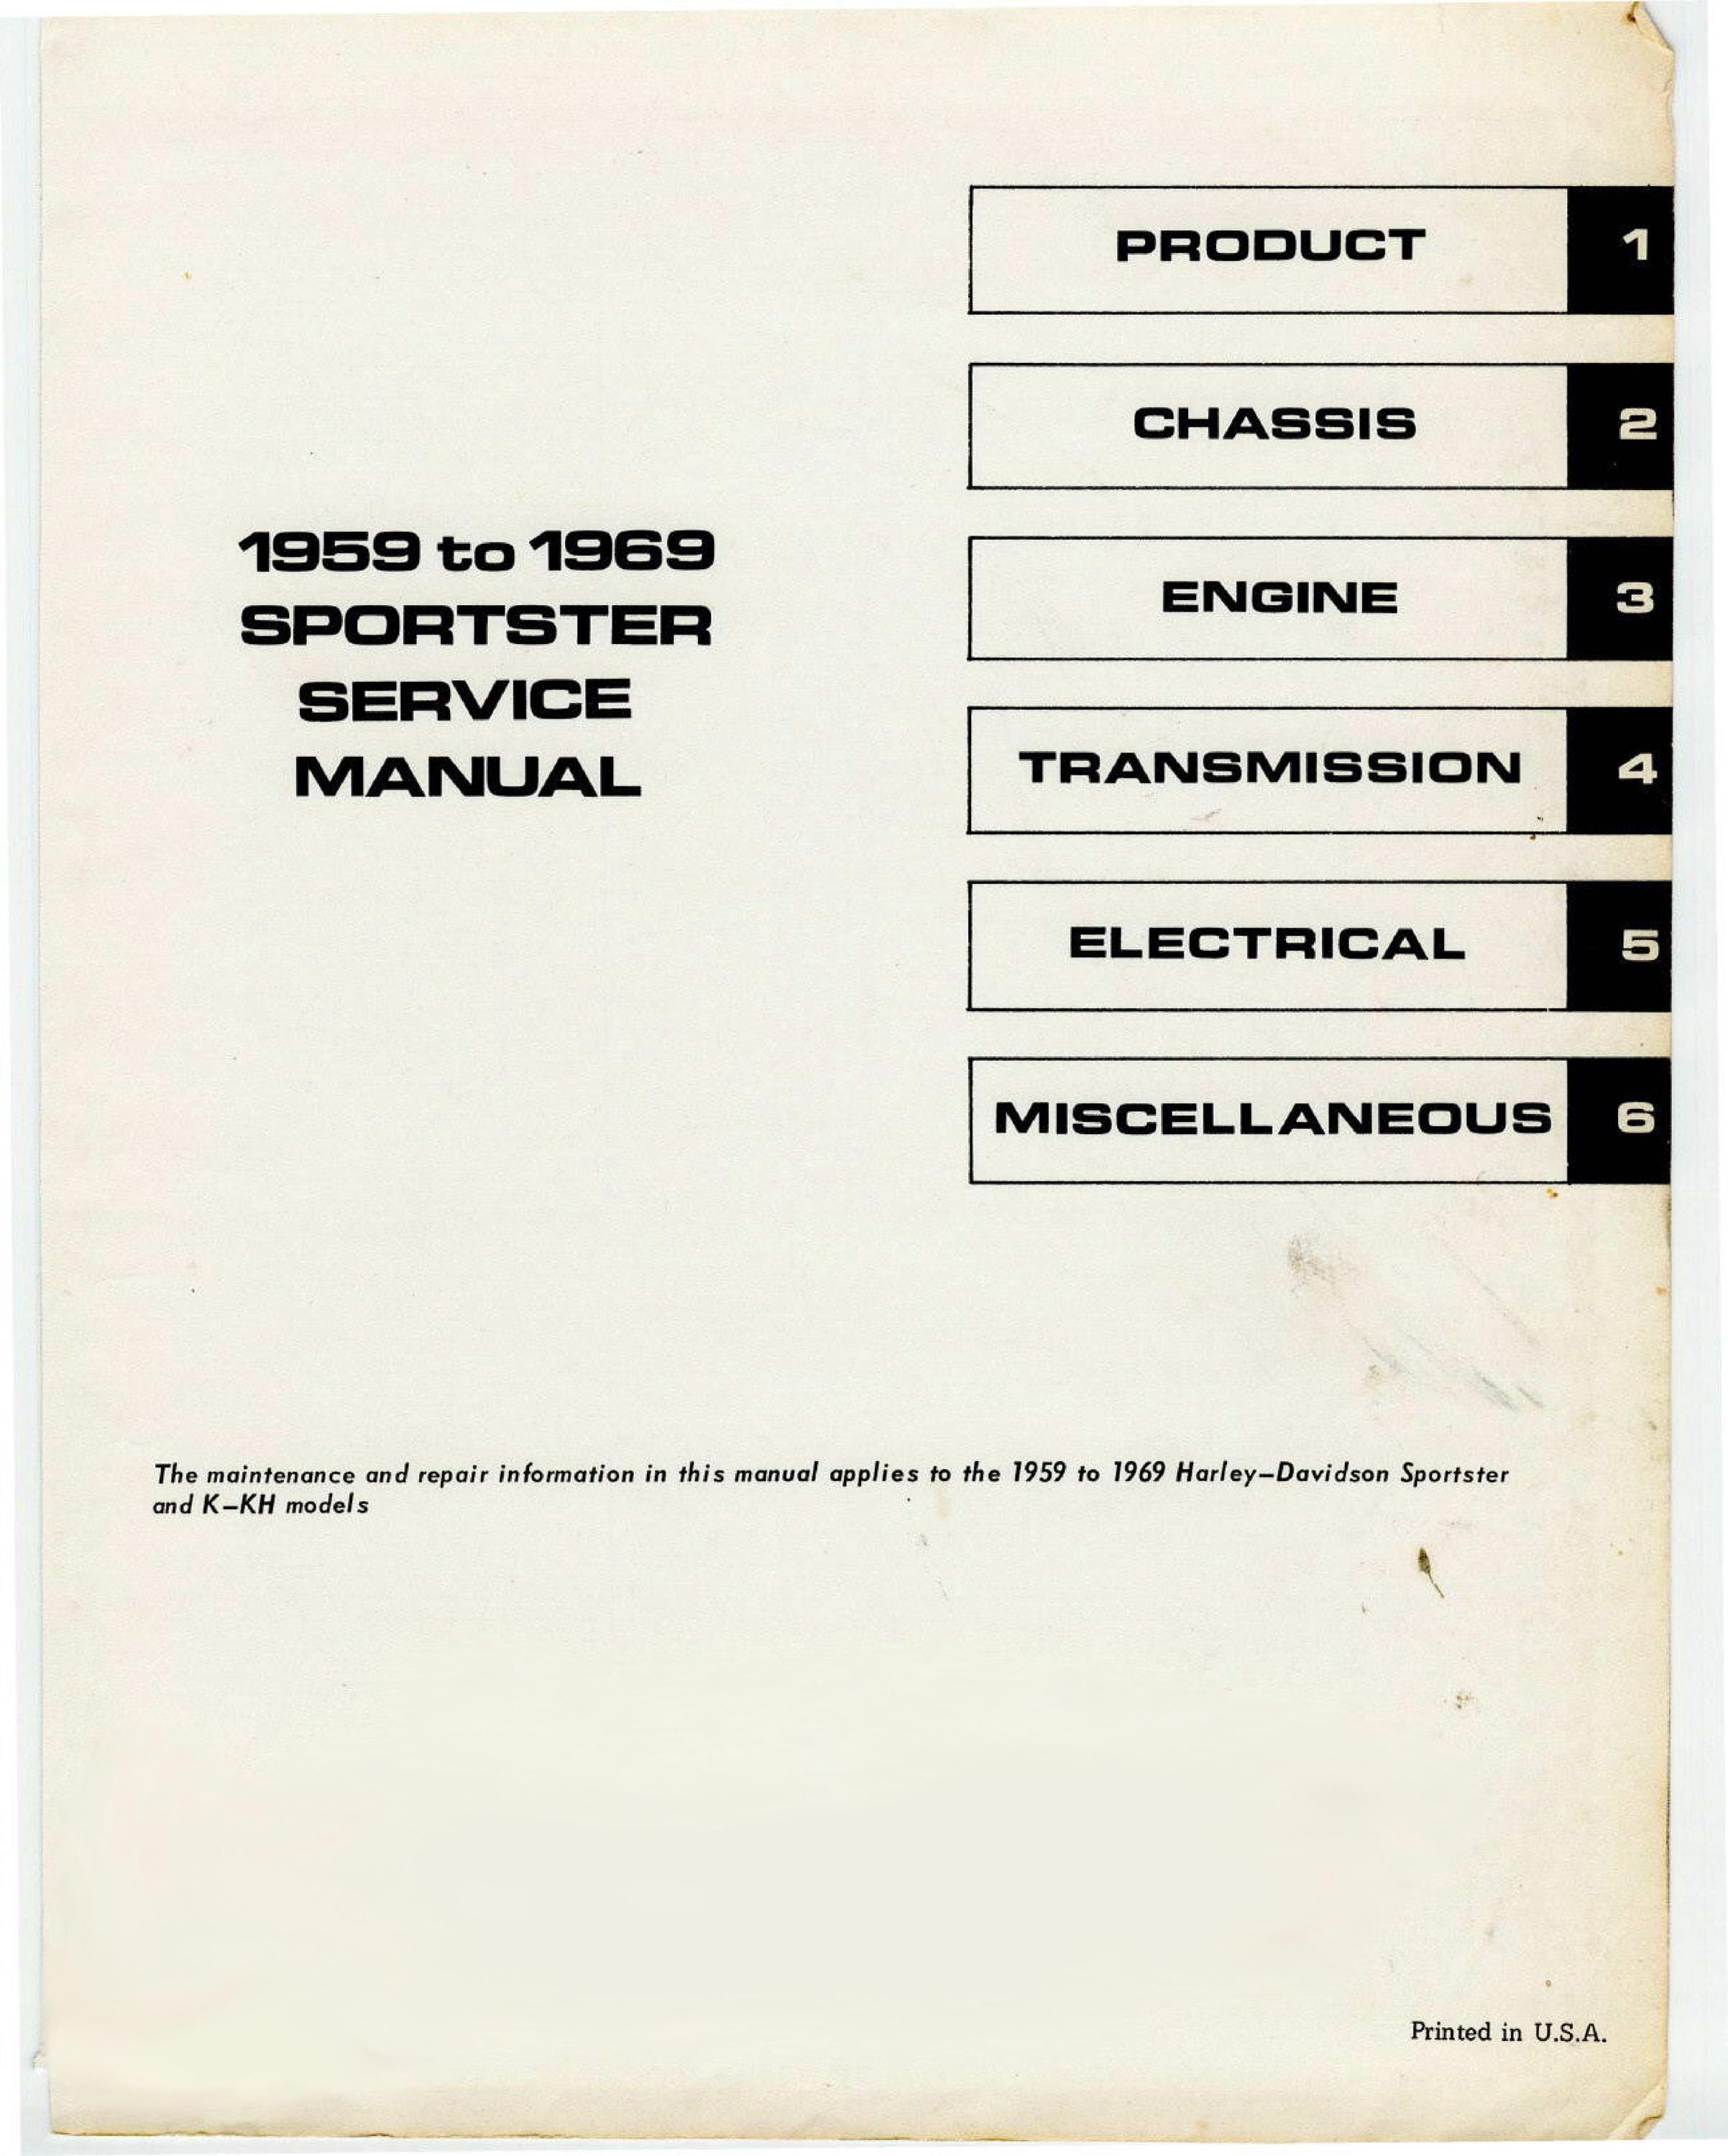 1959 to 1969
SPORTSTER
SERVICE
MANUAL
PRODUCT 1
CHASSIS 2
ENGINE 3
TRANSMISSION 4
ELECTRICAL 5
MISCELLANEOUS 6
The maintenance and repair information in this manual applies to the 1959 to 1969 Harley–Davidson Sportster
and K–KH models
Printed in U.S.A.